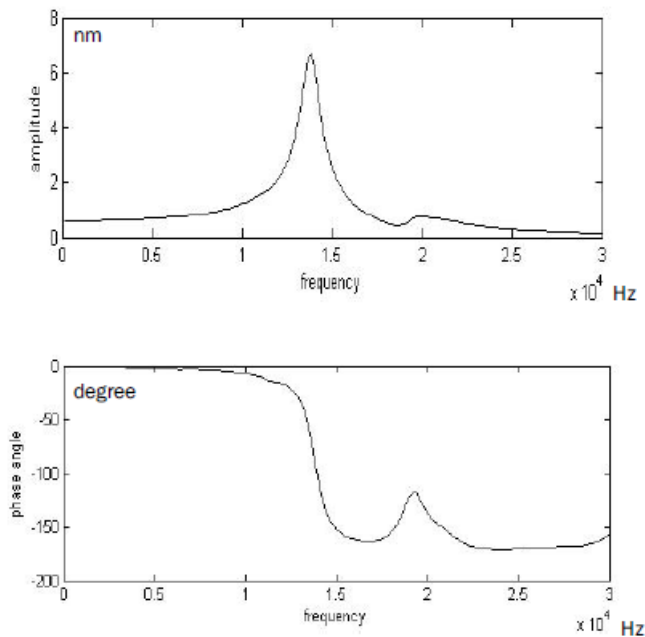 8
nm
6
4
2
0
amplitude
0 0.5 1 1.5 2 2.5 3
frequency
x 10⁴ Hz
0
degree
-50
-100
-150
-200
phase angle
0 0.5 1 1.5 2 2.5 3
frequency
x 10⁴ Hz